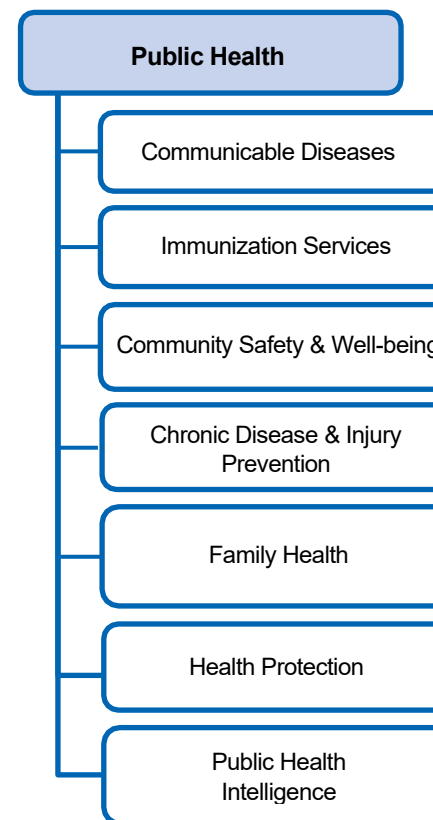 Public Health
Communicable Diseases
Immunization Services
Community Safety & Well-being
Chronic Disease & Injury
Prevention
Family Health
Health Protection
Public Health
Intelligence